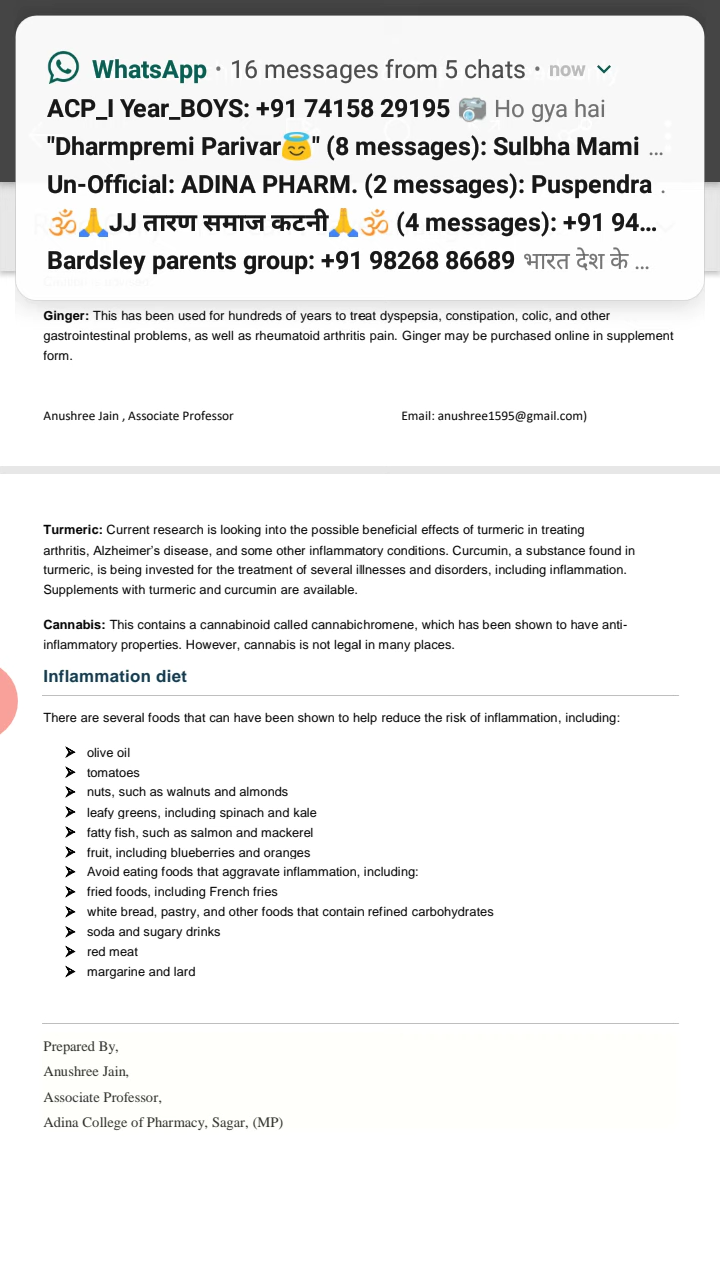 WhatsApp · 16 messages from 5 chats · now
ACP_I Year_BOYS: +91 74158 29195 📷 Ho gya hai
"Dharmpremi Parivar😇" (8 messages): Sulbha Mami ...
Un-Official: ADINA PHARM. (2 messages): Puspendra .
🕉🙏JJ तारण समाज कटनी🙏🕉 (4 messages): +91 94...
Bardsley parents group: +91 98268 86689 भारत देश के ...
Ginger: This has been used for hundreds of years to treat dyspepsia, constipation, colic, and other
gastrointestinal problems, as well as rheumatoid arthritis pain. Ginger may be purchased online in supplement
form.
Anushree Jain , Associate Professor Email: anushree1595@gmail.com)
Turmeric: Current research is looking into the possible beneficial effects of turmeric in treating
arthritis, Alzheimer's disease, and some other inflammatory conditions. Curcumin, a substance found in
turmeric, is being invested for the treatment of several illnesses and disorders, including inflammation.
Supplements with turmeric and curcumin are available.
Cannabis: This contains a cannabinoid called cannabichromene, which has been shown to have anti-
inflammatory properties. However, cannabis is not legal in many places.
Inflammation diet
There are several foods that can have been shown to help reduce the risk of inflammation, including:
➤ olive oil
➤ tomatoes
➤ nuts, such as walnuts and almonds
➤ leafy greens, including spinach and kale
➤ fatty fish, such as salmon and mackerel
➤ fruit, including blueberries and oranges
➤ Avoid eating foods that aggravate inflammation, including:
➤ fried foods, including French fries
➤ white bread, pastry, and other foods that contain refined carbohydrates
➤ soda and sugary drinks
➤ red meat
➤ margarine and lard
Prepared By,
Anushree Jain,
Associate Professor,
Adina College of Pharmacy, Sagar, (MP)